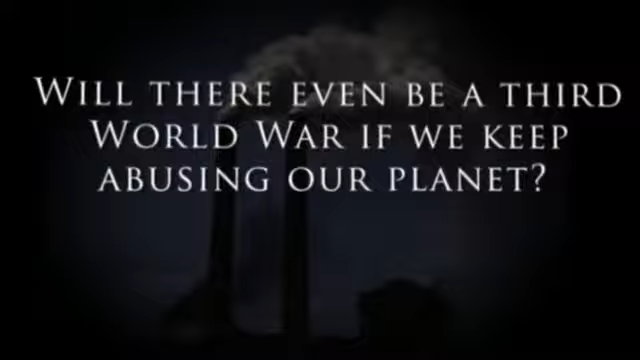 Will there even be a third
World War if we keep
abusing our planet?